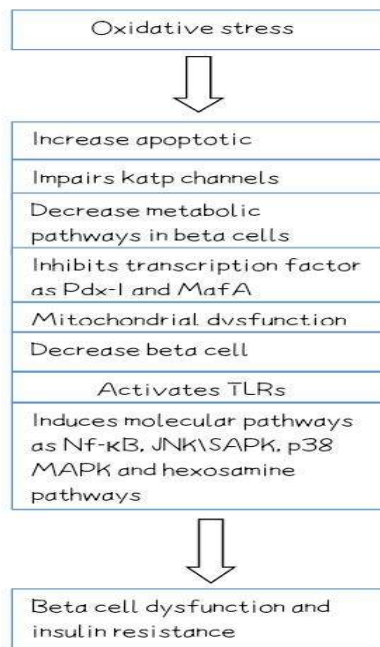 Oxidative stress
Increase apoptotic
Impairs katp channels
Decrease metabolic
pathways in beta cells
Inhibits transcription factor
as Pdx-I and MafA
Mitochondrial dvsfunction
Decrease beta cell
Activates TLRs
Induces molecular pathways
as Nf-κB, JNK\SAPK, p38
MAPK and hexosamine
pathways
Beta cell dysfunction and
insulin resistance